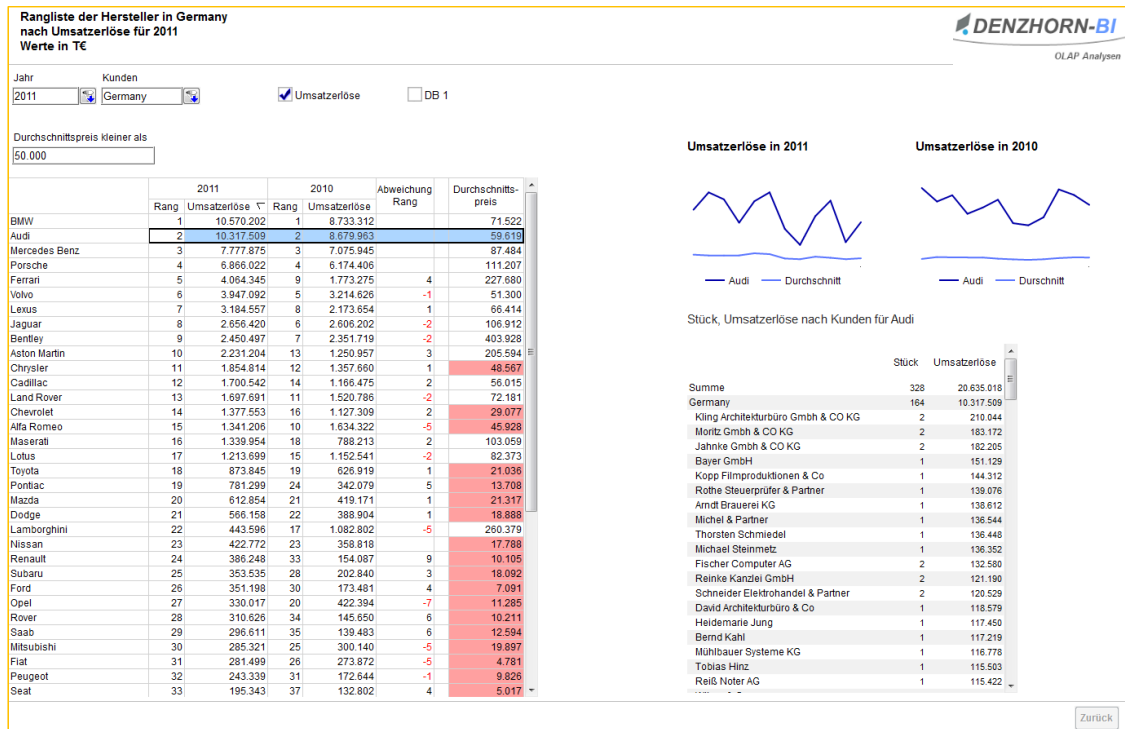 Rangliste der Hersteller in Germany
nach Umsatzerlöse für 2011
Werte in T€
DENZHORN-BI
OLAP Analysen
Jahr Kunden
2011 Germany Umsatzerlöse DB 1
Durchschnittspreis kleiner als
50.000
2011 2010 Abweichung Rang Durchschnitts-preis
Rang Umsatzerlöse Rang Umsatzerlöse
BMW 1 10.570.202 1 8.733.312 71.522
Audi 2 10.317.509 2 8.679.963 59.619
Mercedes Benz 3 7.777.875 3 7.075.945 87.484
Porsche 4 6.866.022 4 6.174.406 111.207
Ferrari 5 4.064.345 9 1.773.275 4 227.680
Volvo 6 3.947.092 5 3.214.626 -1 51.300
Lexus 7 3.184.557 8 2.173.654 1 66.414
Jaguar 8 2.656.420 6 2.606.202 -2 106.912
Bentley 9 2.450.497 7 2.351.719 -2 403.928
Aston Martin 10 2.231.204 13 1.250.957 3 205.594
Chrysler 11 1.854.814 12 1.357.660 1 48.567
Cadillac 12 1.700.542 14 1.166.475 2 56.015
Land Rover 13 1.697.691 11 1.520.786 -2 72.181
Chevrolet 14 1.377.553 16 1.127.309 2 29.077
Alfa Romeo 15 1.341.206 10 1.634.322 -5 45.928
Maserati 16 1.339.954 18 788.213 2 103.059
Lotus 17 1.213.699 15 1.152.541 -2 82.373
Toyota 18 873.845 19 626.919 1 21.036
Pontiac 19 781.299 24 342.079 5 13.708
Mazda 20 612.854 21 419.171 1 21.317
Dodge 21 566.158 22 388.904 1 18.888
Lamborghini 22 443.596 17 1.082.802 -5 260.379
Nissan 23 422.772 23 358.818 17.788
Renault 24 386.248 33 154.087 9 10.105
Subaru 25 353.535 28 202.840 3 18.092
Ford 26 351.198 30 173.481 4 7.091
Opel 27 330.017 20 422.394 -7 11.285
Rover 28 310.626 34 145.650 6 10.211
Saab 29 296.611 35 139.483 6 12.594
Mitsubishi 30 285.321 25 300.140 -5 19.897
Fiat 31 281.499 26 273.872 -5 4.781
Peugeot 32 243.339 31 172.644 -1 9.826
Seat 33 195.343 37 132.802 4 5.017
Umsatzerlöse in 2011
Audi Durchschnitt
Umsatzerlöse in 2010
Audi Durschnitt
Stück, Umsatzerlöse nach Kunden für Audi
Stück Umsatzerlöse
Summe 328 20.635.018
Germany 164 10.317.509
Kling Architekturbüro Gmbh & CO KG 2 210.044
Moritz Gmbh & CO KG 2 183.172
Jahnke Gmbh & CO KG 2 182.205
Bayer GmbH 1 151.129
Kopp Filmproduktionen & Co 1 144.312
Rothe Steuerprüfer & Partner 1 139.076
Arndt Brauerei KG 1 138.612
Michel & Partner 1 136.544
Thorsten Schmiedel 1 136.448
Michael Steinmetz 1 136.352
Fischer Computer AG 2 132.580
Reinke Kanzlei GmbH 2 121.190
Schneider Elektrohandel & Partner 2 120.529
David Architekturbüro & Co 1 118.579
Heidemarie Jung 1 117.450
Bernd Kahl 1 117.219
Mühlbauer Systeme KG 1 116.778
Tobias Hinz 1 115.503
Reiß Noter AG 1 115.422
Zurück